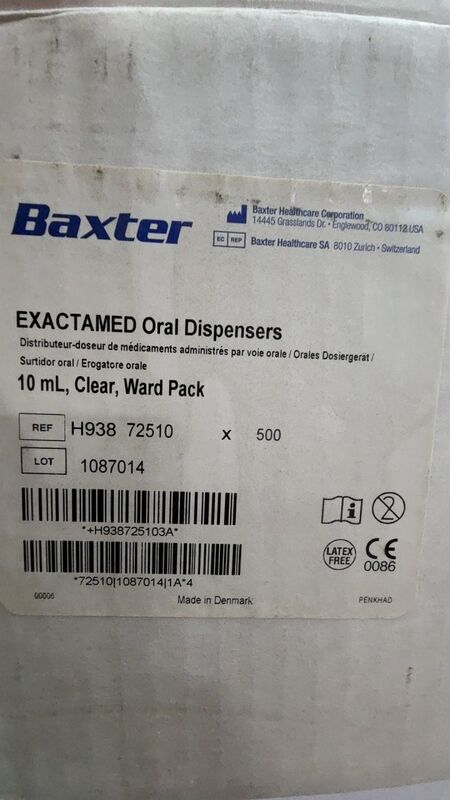 Baxter
Baxter Healthcare Corporation
14445 Grasslands Dr. • Englewood, CO 80112 USA
EC REP Baxter Healthcare SA 8010 Zurich • Switzerland
EXACTAMED Oral Dispensers
Distributeur-doseur de médicaments administrés par voie orale / Orales Dosiergerät /
Surtidor oral / Erogatore orale
10 mL, Clear, Ward Pack
REF H938 72510 x 500
LOT 1087014
*+H938725103A*
*72510|1087014|1A*4
LATEX FREE
CE
0086
00006
Made in Denmark
PENKHAD